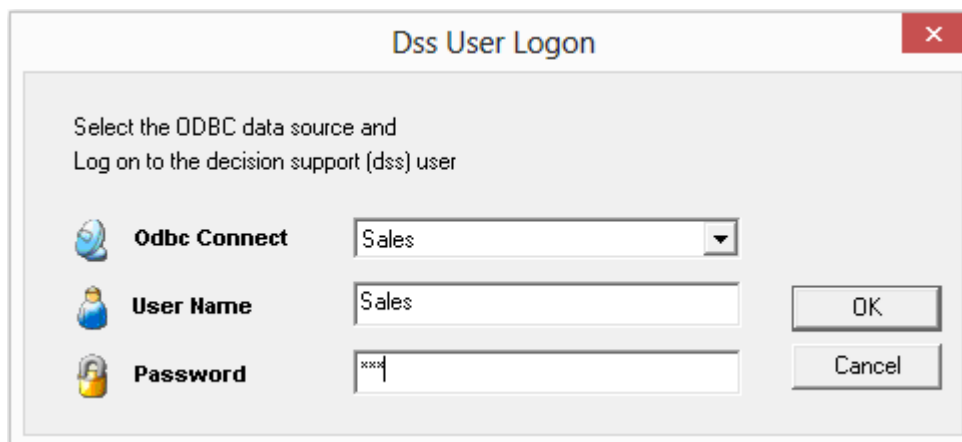 Dss User Logon
Select the ODBC data source and
Log on to the decision support (dss) user
Odbc Connect
Sales
User Name
Sales
OK
Password
***
Cancel